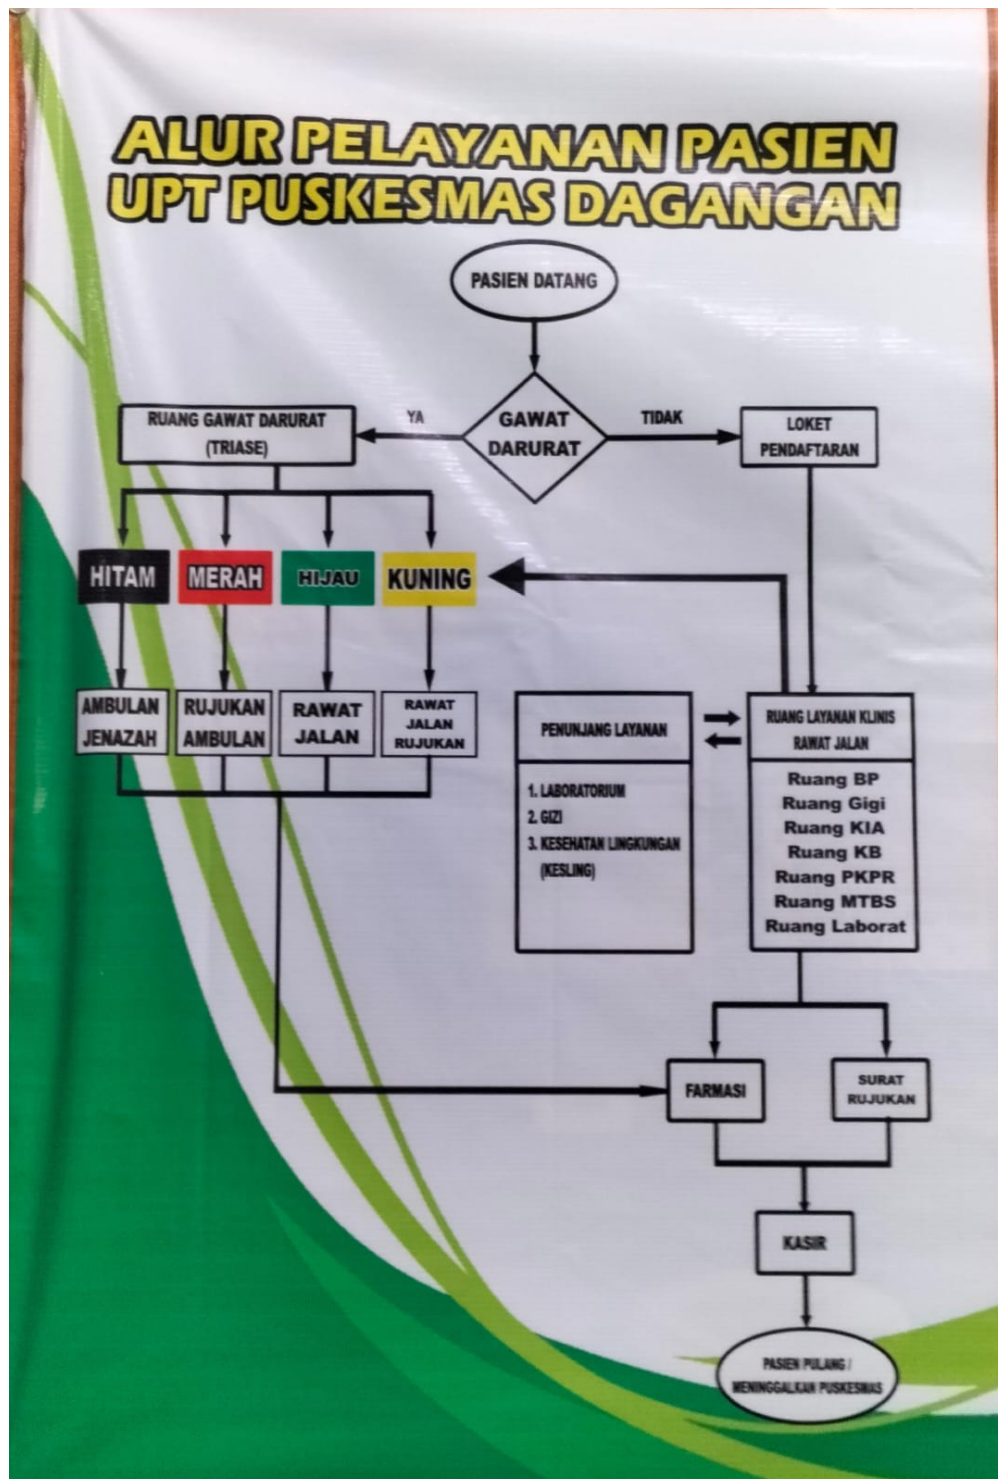 ALUR PELAYANAN PASIEN
UPT PUSKESMAS DAGANGAN
PASIEN DATANG
GAWAT
DARURAT
YA
TIDAK
RUANG GAWAT DARURAT
(TRIASE)
LOKET
PENDAFTARAN
HITAM
MERAH
HIJAU
KUNING
AMBULAN
JENAZAH
RUJUKAN
AMBULAN
RAWAT
JALAN
RAWAT
JALAN
RUJUKAN
PENUNJANG LAYANAN
1. LABORATORIUM
2. GIZI
3. KESEHATAN LINGKUNGAN
(KESLING)
RUANG LAYANAN KLINIS
RAWAT JALAN
Ruang BP
Ruang Gigi
Ruang KIA
Ruang KB
Ruang PKPR
Ruang MTBS
Ruang Laborat
FARMASI
SURAT
RUJUKAN
KASIR
PASIEN PULANG /
MENINGGALKAN PUSKESMAS